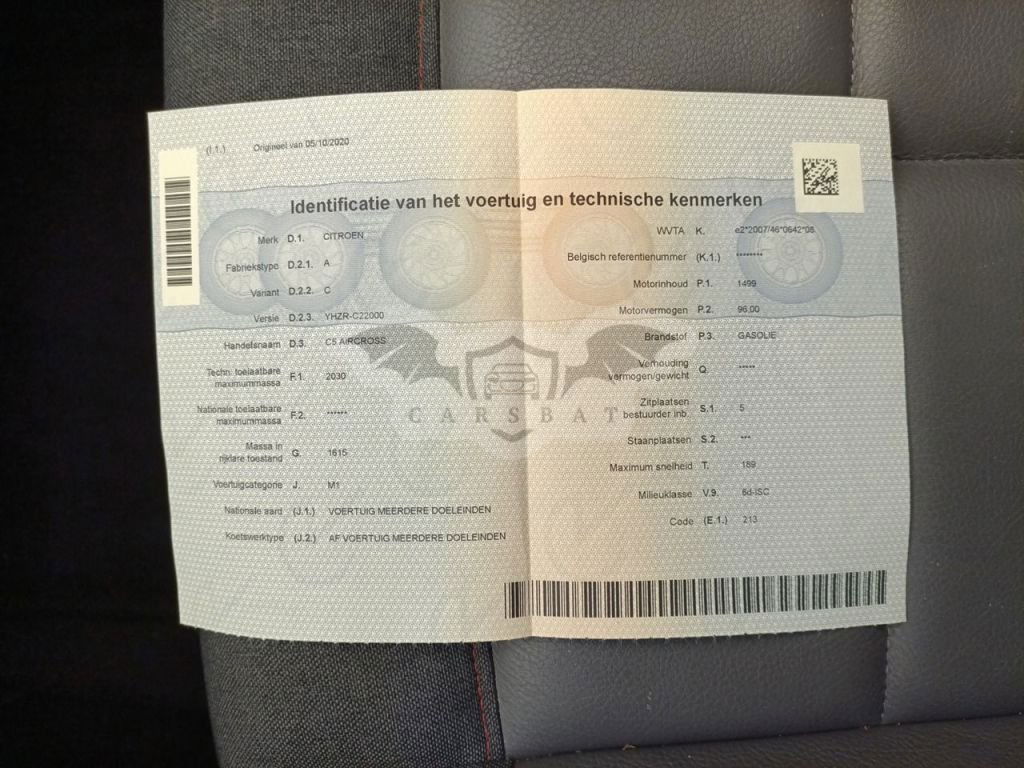 (I.1.) Origineel van 05/10/2020
Identificatie van het voertuig en technische kenmerken
Merk D.1. CITROEN
Fabriekstype D.2.1. A
Variant D.2.2. C
Versie D.2.3. YHZR-C22000
Handelsnaam D.3. C5 AIRCROSS
Techn. toelaatbare
maximummassa F.1. 2030
Nationale toelaatbare
maximummassa F.2. ******
Massa in
rijklare toestand G. 1615
Voertuigcategorie J. M1
Nationale aard (J.1.) VOERTUIG MEERDERE DOELEINDEN
Koetswerktype (J.2.) AF VOERTUIG MEERDERE DOELEINDEN
WVTA K. e2*2007/46*0642*08
Belgisch referentienummer (K.1.) ********
Motorinhoud P.1. 1499
Motorvermogen P.2. 96,00
Brandstof P.3. GASOLIE
Verhouding
vermogen/gewicht Q. *****
Zitplaatsen
bestuurder inb. S.1. 5
Staanplaatsen S.2. ***
Maximum snelheid T. 189
Milieuklasse V.9. 6d-ISC
Code (E.1.) 213
CARSBAT